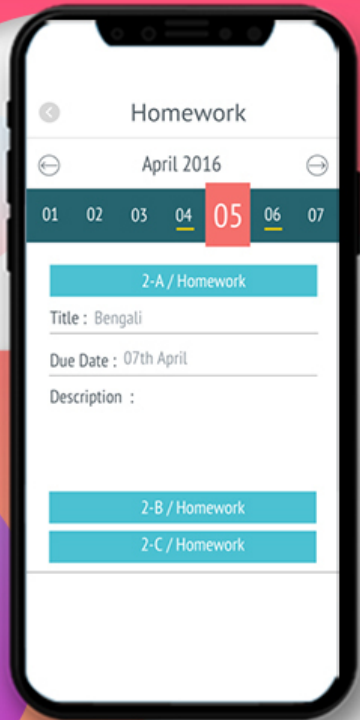 Homework
April 2016
01 02 03 04 05 06 07
2-A / Homework
Title : Bengali
Due Date : 07th April
Description :
2-B / Homework
2-C / Homework